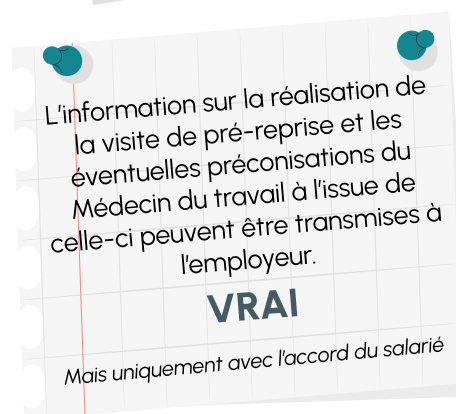 L'information sur la réalisation de
la visite de pré-reprise et les
éventuelles préconisations du
Médecin du travail à l'issue de
celle-ci peuvent être transmises à
l'employeur.
VRAI
Mais uniquement avec l'accord du salarié